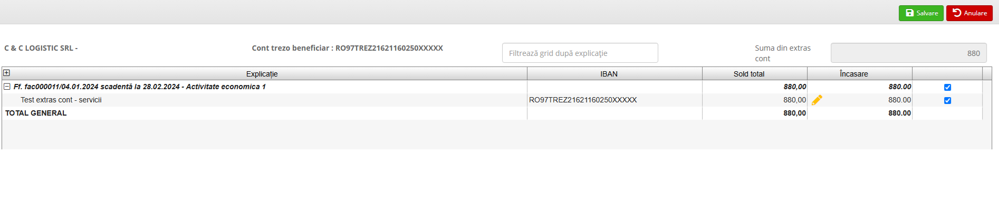 Salvare Anulare
C & C LOGISTIC SRL - Cont trezo beneficiar : RO97TREZ21621160250XXXXX Filtrează grid după explicație Suma din extras cont 880
Explicație IBAN Sold total Încasare
Ff. fac000011/04.01.2024 scadentă la 28.02.2024 - Activitate economica 1 880,00 880.00
Test extras cont - servicii RO97TREZ21621160250XXXXX 880,00 880.00
TOTAL GENERAL 880,00 880.00